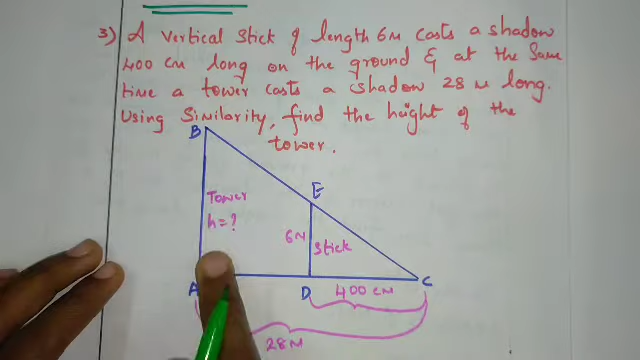 3) A vertical stick of length 6M casts a shadow
400 cm long on the ground & at the same
time a tower casts a shadow 28 M long.
Using Similarity, find the height of the
tower.
B
E
Tower
h=?
6M
stick
A
D
400 CM
C
28 M